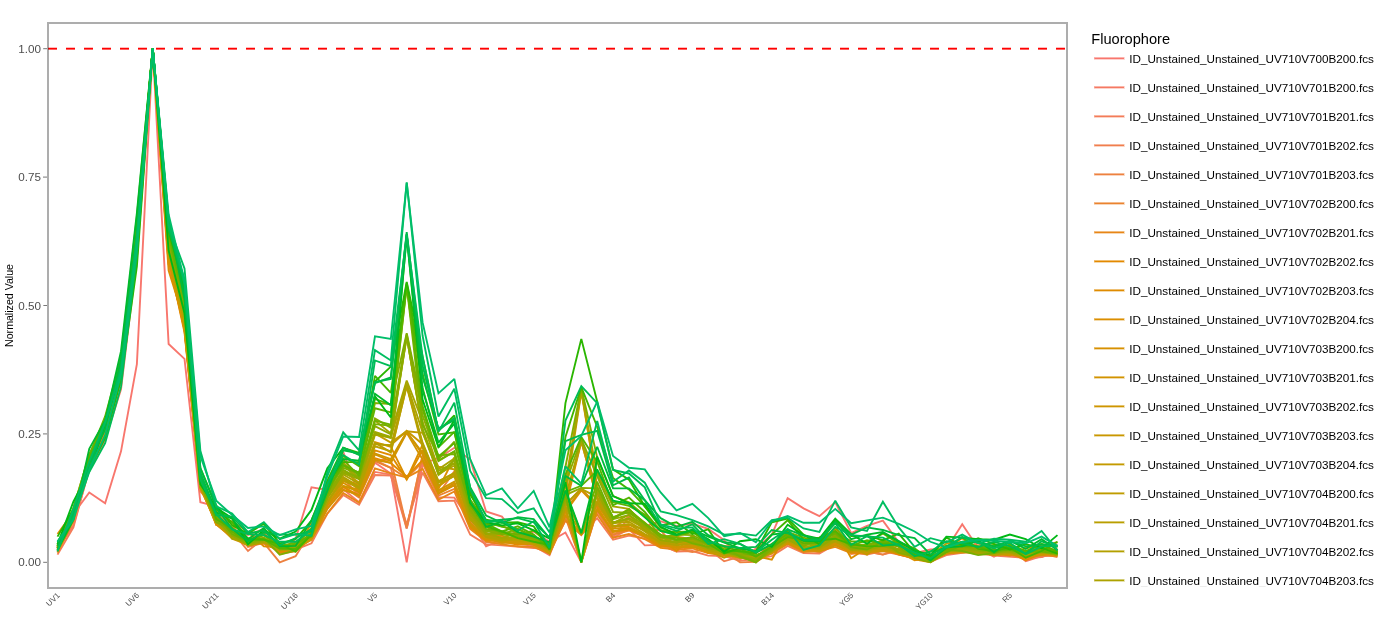 Normalized Value
1.00
0.75
0.50
0.25
0.00
UV1
UV6
UV11
UV16
V5
V10
V15
B4
B9
B14
YG5
YG10
R5
Fluorophore
ID_Unstained_Unstained_UV710V700B200.fcs
ID_Unstained_Unstained_UV710V701B200.fcs
ID_Unstained_Unstained_UV710V701B201.fcs
ID_Unstained_Unstained_UV710V701B202.fcs
ID_Unstained_Unstained_UV710V701B203.fcs
ID_Unstained_Unstained_UV710V702B200.fcs
ID_Unstained_Unstained_UV710V702B201.fcs
ID_Unstained_Unstained_UV710V702B202.fcs
ID_Unstained_Unstained_UV710V702B203.fcs
ID_Unstained_Unstained_UV710V702B204.fcs
ID_Unstained_Unstained_UV710V703B200.fcs
ID_Unstained_Unstained_UV710V703B201.fcs
ID_Unstained_Unstained_UV710V703B202.fcs
ID_Unstained_Unstained_UV710V703B203.fcs
ID_Unstained_Unstained_UV710V703B204.fcs
ID_Unstained_Unstained_UV710V704B200.fcs
ID_Unstained_Unstained_UV710V704B201.fcs
ID_Unstained_Unstained_UV710V704B202.fcs
ID_Unstained_Unstained_UV710V704B203.fcs